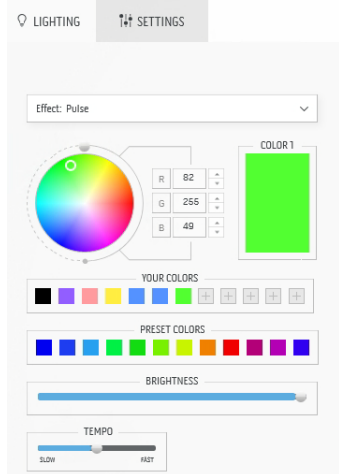 LIGHTING
SETTINGS
Effect: Pulse
COLOR 1
R 82
G 255
B 49
YOUR COLORS
PRESET COLORS
BRIGHTNESS
TEMPO
SLOW FAST